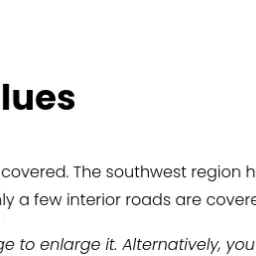 lues
covered. The southwest region h
ly a few interior roads are covere
ge to enlarge it. Alternatively, you